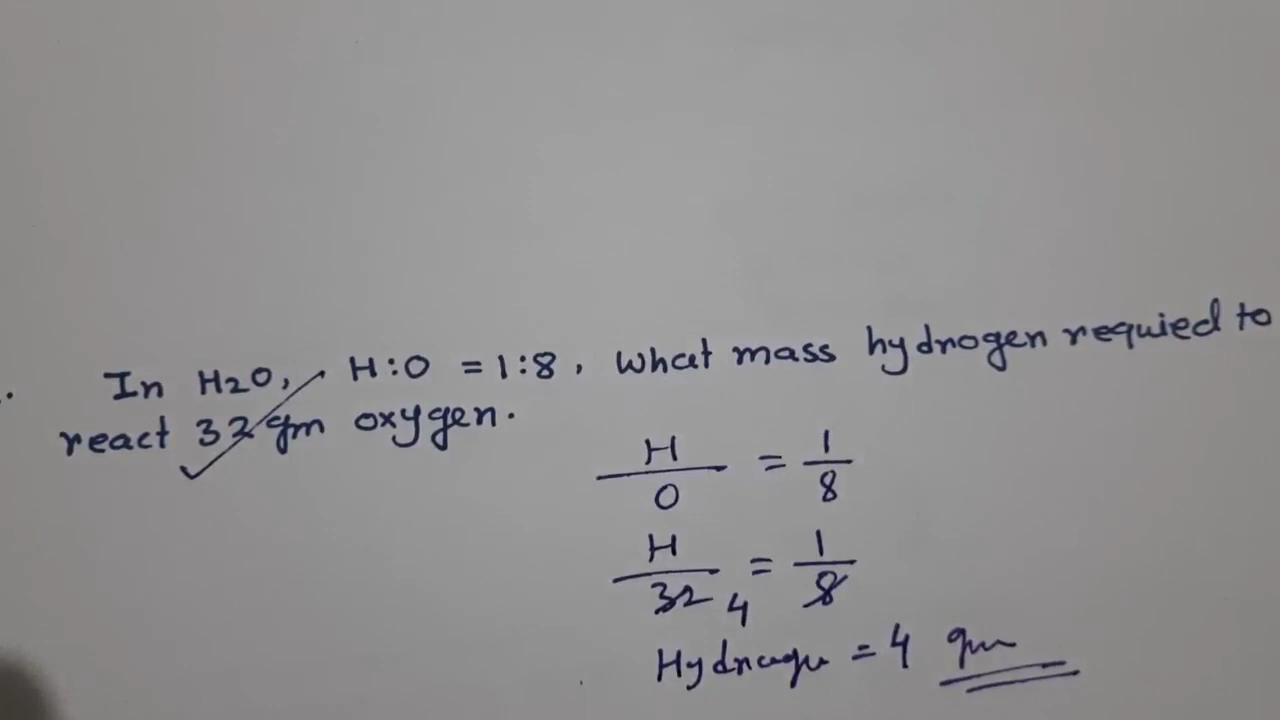 . In H2O, H:O = 1:8, What mass hydrogen requied to
react 32 gm oxygen.
H/O = 1/8
H/32 4 = 1/8
= 4 gm